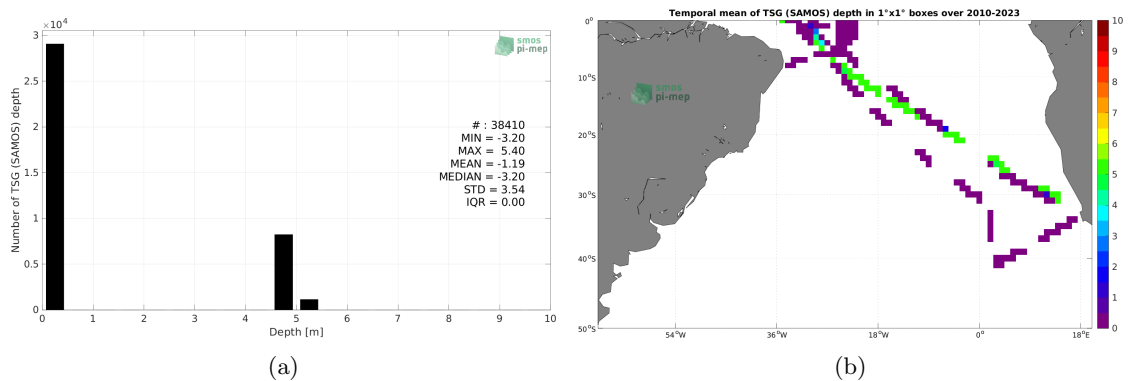 ×10⁴
3
2.5
2
1.5
1
0.5
0
Number of TSG (SAMOS) depth
smos
pi-mep
# : 38410
MIN = -3.20
MAX = 5.40
MEAN = -1.19
MEDIAN = -3.20
STD = 3.54
IQR = 0.00
0 1 2 3 4 5 6 7 8 9 10
Depth [m]
(a)
Temporal mean of TSG (SAMOS) depth in 1°x1° boxes over 2010-2023
0°
10°S
20°S
30°S
40°S
50°S
smos
pi-mep
54°W 36°W 18°W 0° 18°E
10
9
8
7
6
5
4
3
2
1
0
(b)